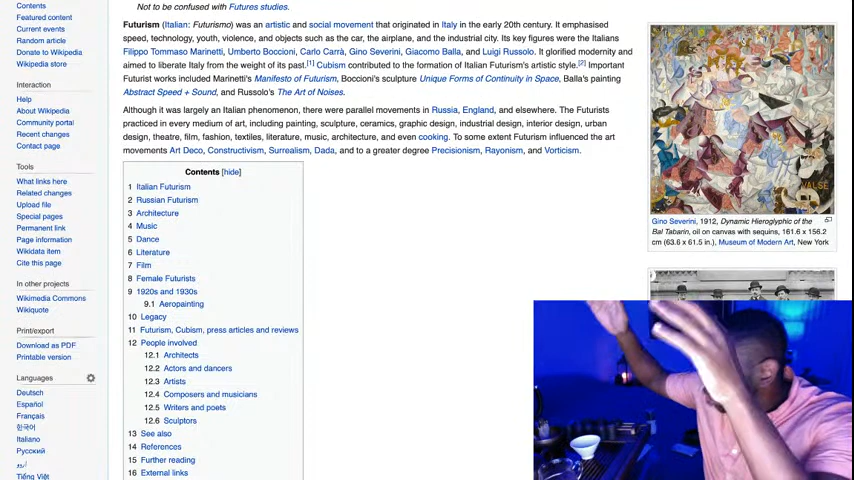 Not to be confused with Futures studies.
Contents
Featured content
Current events
Random article
Donate to Wikipedia
Wikipedia store
Interaction
Help
About Wikipedia
Community portal
Recent changes
Contact page
Tools
What links here
Related changes
Upload file
Special pages
Permanent link
Page information
Wikidata item
Cite this page
In other projects
Wikimedia Commons
Wikiquote
Print/export
Download as PDF
Printable version
Languages
Deutsch
Español
Français
한국어
Italiano
Русский
اردو
Tiếng Việt
Futurism (Italian: Futurismo) was an artistic and social movement that originated in Italy in the early 20th century. It emphasised
speed, technology, youth, violence, and objects such as the car, the airplane, and the industrial city. Its key figures were the Italians
Filippo Tommaso Marinetti, Umberto Boccioni, Carlo Carrà, Gino Severini, Giacomo Balla, and Luigi Russolo. It glorified modernity and
aimed to liberate Italy from the weight of its past.[1] Cubism contributed to the formation of Italian Futurism's artistic style.[2] Important
Futurist works included Marinetti's Manifesto of Futurism, Boccioni's sculpture Unique Forms of Continuity in Space, Balla's painting
Abstract Speed + Sound, and Russolo's The Art of Noises.
Although it was largely an Italian phenomenon, there were parallel movements in Russia, England, and elsewhere. The Futurists
practiced in every medium of art, including painting, sculpture, ceramics, graphic design, industrial design, interior design, urban
design, theatre, film, fashion, textiles, literature, music, architecture, and even cooking. To some extent Futurism influenced the art
movements Art Deco, Constructivism, Surrealism, Dada, and to a greater degree Precisionism, Rayonism, and Vorticism.
Contents [hide]
1 Italian Futurism
2 Russian Futurism
3 Architecture
4 Music
5 Dance
6 Literature
7 Film
8 Female Futurists
9 1920s and 1930s
9.1 Aeropainting
10 Legacy
11 Futurism, Cubism, press articles and reviews
12 People involved
12.1 Architects
12.2 Actors and dancers
12.3 Artists
12.4 Composers and musicians
12.5 Writers and poets
12.6 Sculptors
13 See also
14 References
15 Further reading
16 External links
VALSE
Gino Severini, 1912, Dynamic Hieroglyphic of the
Bal Tabarin, oil on canvas with sequins, 161.6 x 156.2
cm (63.6 x 61.5 in.), Museum of Modern Art, New York